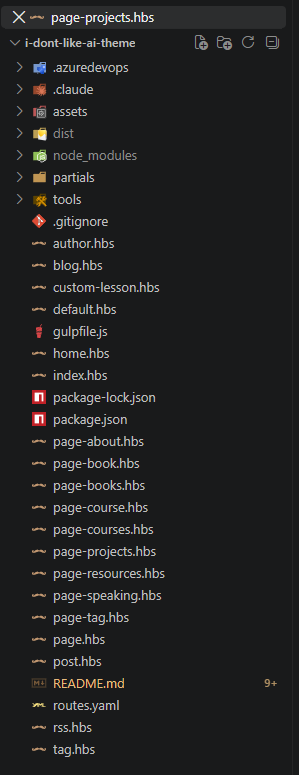 page-projects.hbs
i-dont-like-ai-theme
.azuredevops
.claude
assets
dist
node_modules
partials
tools
.gitignore
author.hbs
blog.hbs
custom-lesson.hbs
default.hbs
gulpfile.js
home.hbs
index.hbs
package-lock.json
package.json
page-about.hbs
page-book.hbs
page-books.hbs
page-course.hbs
page-courses.hbs
page-projects.hbs
page-resources.hbs
page-speaking.hbs
page-tag.hbs
page.hbs
post.hbs
README.md 9+
routes.yaml
rss.hbs
tag.hbs